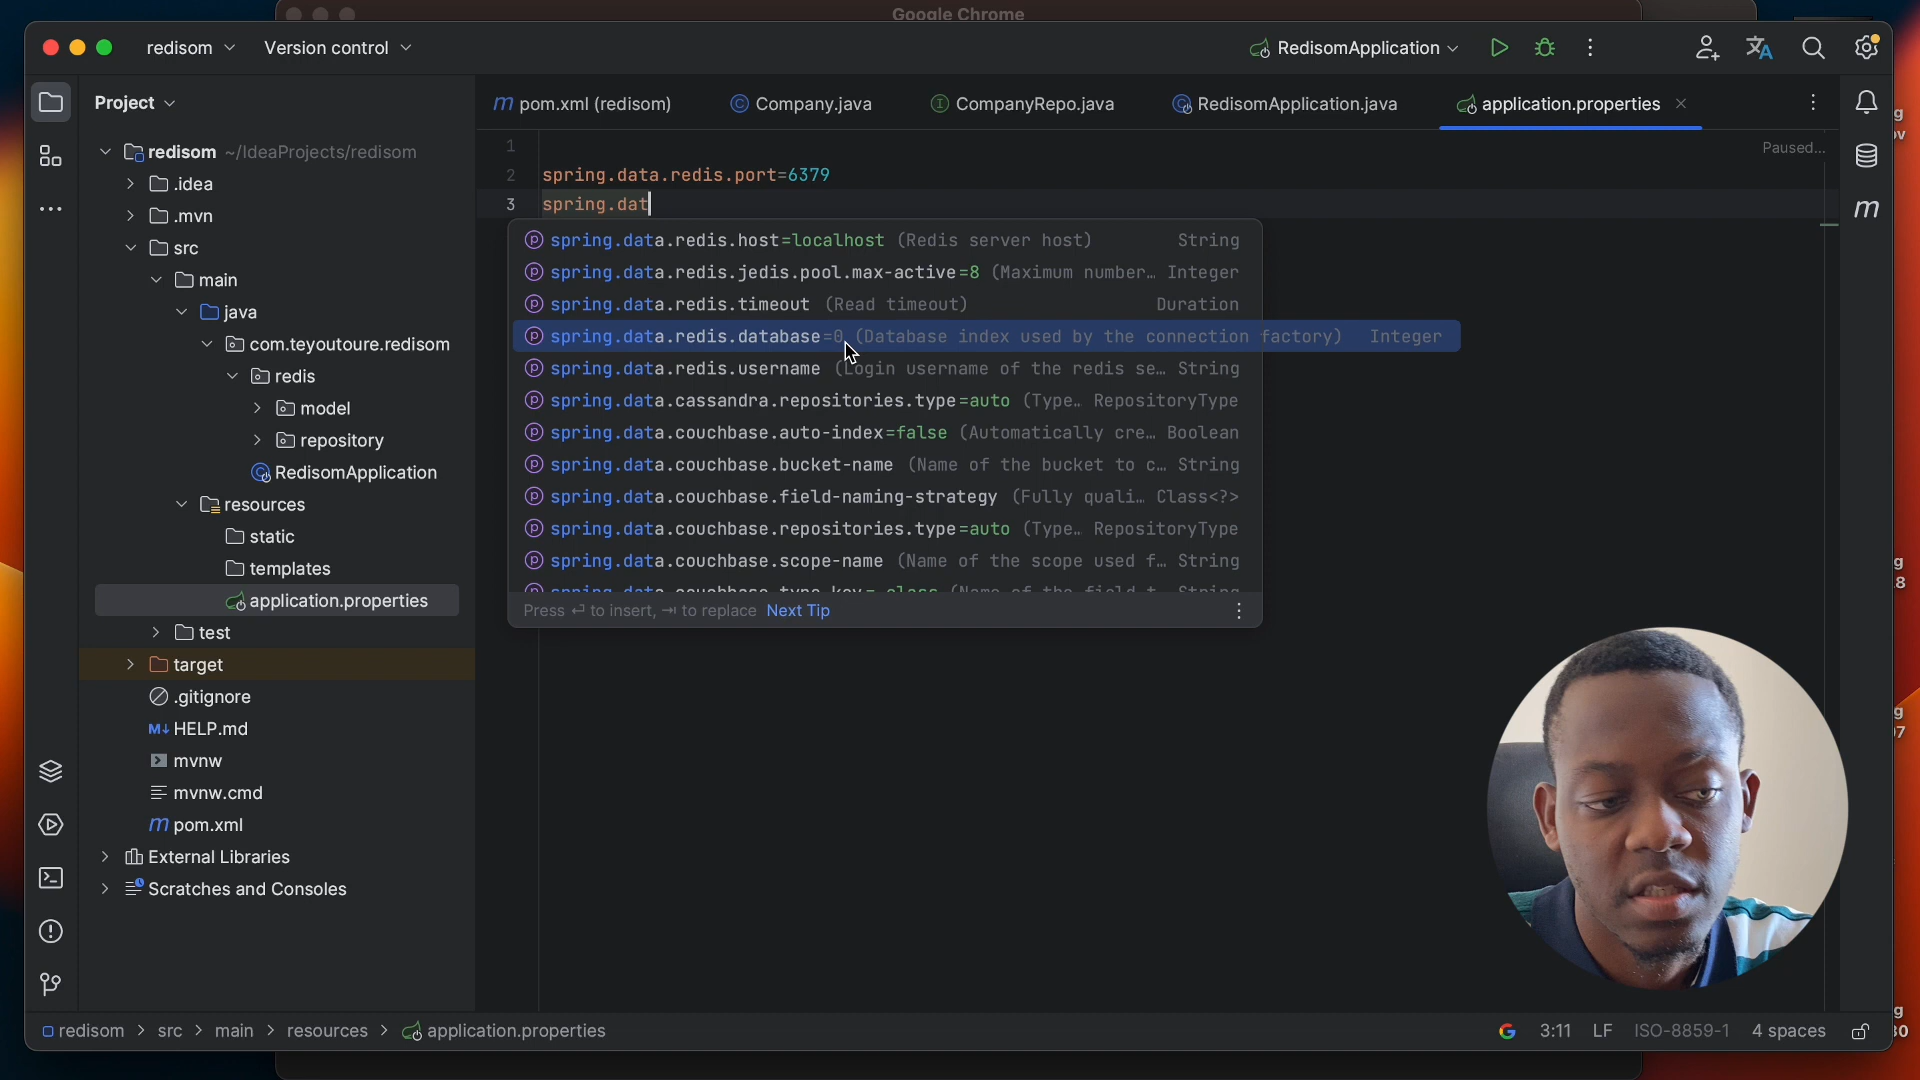 Google Chrome
redisom
Version control
RedisomApplication
Project
pom.xml (redisom)
Company.java
CompanyRepo.java
RedisomApplication.java
application.properties
redisom ~/IdeaProjects/redisom
.idea
.mvn
src
main
java
com.teyoutoure.redisom
redis
model
repository
RedisomApplication
resources
static
templates
application.properties
test
target
.gitignore
HELP.md
mvnw
mvnw.cmd
pom.xml
External Libraries
Scratches and Consoles
1
Paused...
2 spring.data.redis.port=6379
3 spring.dat
spring.data.redis.host=localhost (Redis server host) String
spring.data.redis.jedis.pool.max-active=8 (Maximum number… Integer
spring.data.redis.timeout (Read timeout) Duration
spring.data.redis.database=0 (Database index used by the connection factory) Integer
spring.data.redis.username (Login username of the redis se… String
spring.data.cassandra.repositories.type=auto (Type… RepositoryType
spring.data.couchbase.auto-index=false (Automatically cre… Boolean
spring.data.couchbase.bucket-name (Name of the bucket to c… String
spring.data.couchbase.field-naming-strategy (Fully quali… Class<?>
spring.data.couchbase.repositories.type=auto (Type… RepositoryType
spring.data.couchbase.scope-name (Name of the scope used f… String
Press ⏎ to insert, ⇥ to replace Next Tip
redisom > src > main > resources > application.properties
3:11 LF ISO-8859-1 4 spaces